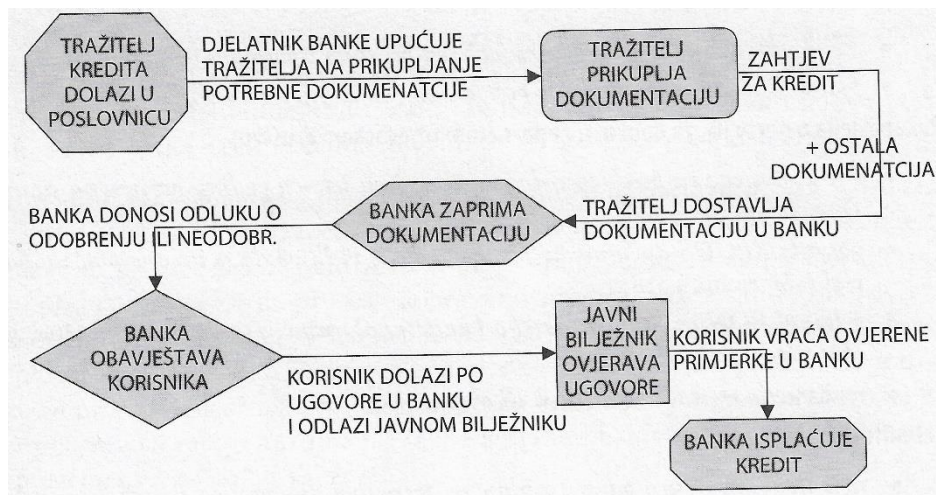 TRAŽITELJ
KREDITA
DOLAZI U
POSLOVNICU
DJELATNIK BANKE UPUĆUJE
TRAŽITELJA NA PRIKUPLJANJE
POTREBNE DOKUMENATCIJE
TRAŽITELJ
PRIKUPLJA
DOKUMENTACIJU
ZAHTJEV
ZA KREDIT
+ OSTALA
DOKUMENATCIJA
TRAŽITELJ DOSTAVLJA
DOKUMENTACIJU U BANKU
BANKA ZAPRIMA
DOKUMENTACIJU
BANKA DONOSI ODLUKU O
ODOBRENJU ILI NEODOBR.
BANKA
OBAVJEŠTAVA
KORISNIKA
KORISNIK DOLAZI PO
UGOVORE U BANKU
I ODLAZI JAVNOM BILJEŽNIKU
JAVNI
BILJEŽNIK
OVJERAVA
UGOVORE
KORISNIK VRAĆA OVJERENE
PRIMJERKE U BANKU
BANKA ISPLAĆUJE
KREDIT